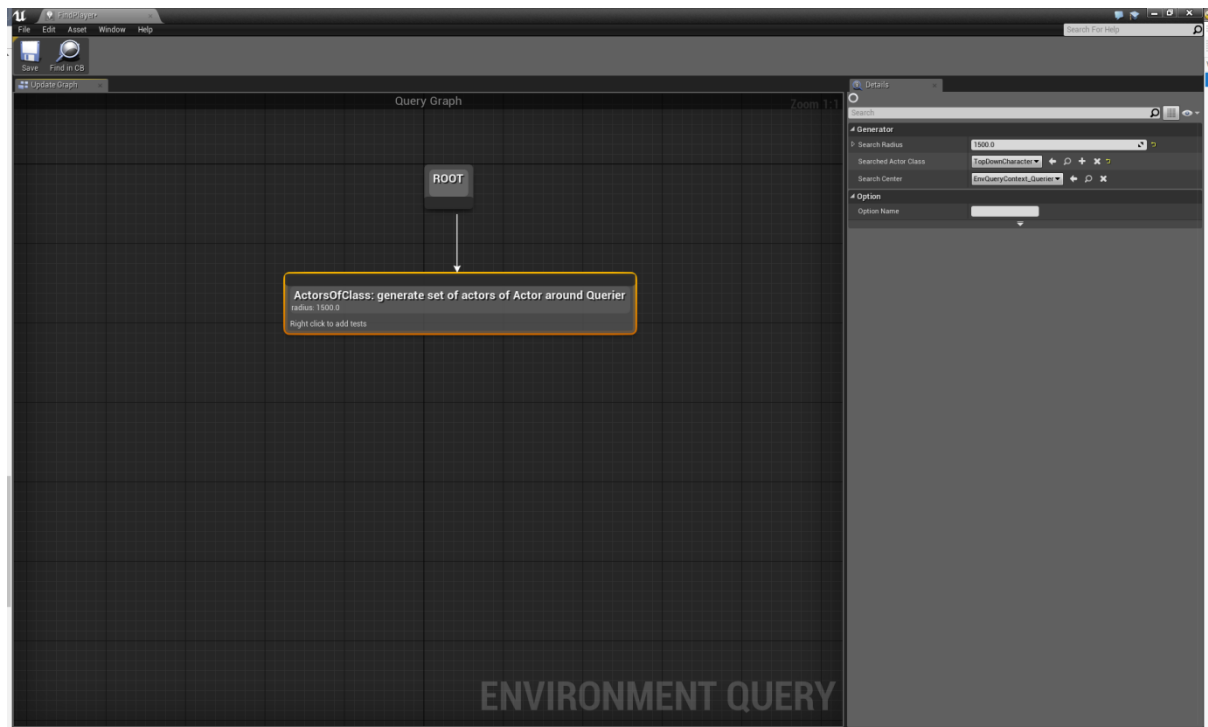 FindPlayer*
File Edit Asset Window Help
Search For Help
Save Find in CB
Update Graph
Query Graph
Zoom 1:1
ROOT
ActorsOfClass: generate set of actors of Actor around Querier
radius: 1500.0
Right click to add tests
ENVIRONMENT QUERY
Details
Search
Generator
Search Radius 1500.0
Searched Actor Class TopDownCharacter
Search Center EnvQueryContext_Querier
Option
Option Name